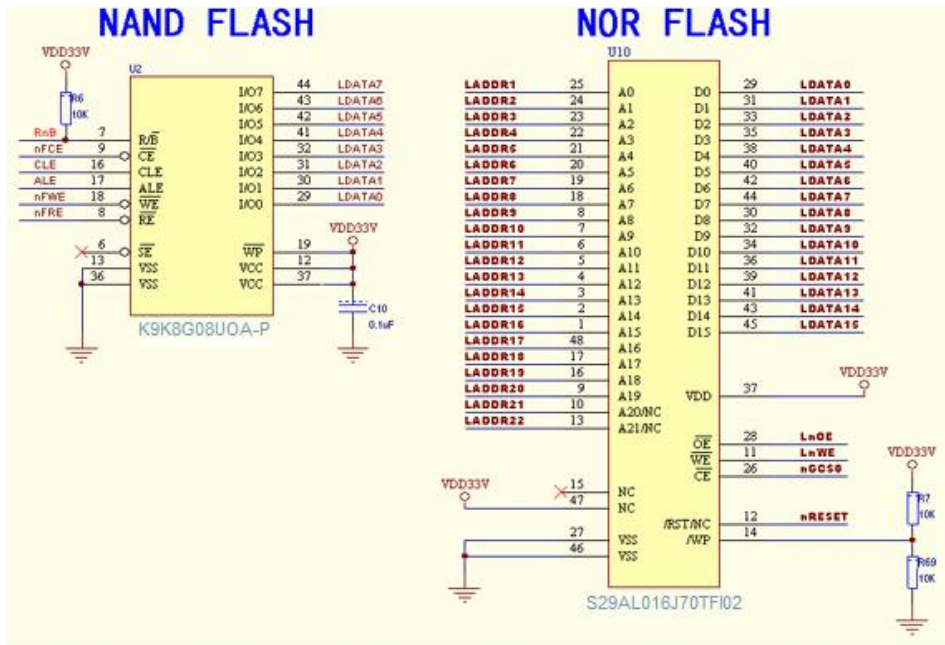 NAND FLASH
VDD33V
R6
10K
U2
RnB 7 R/B
nFCE 9 CE
CLE 16 CLE
ALE 17 ALE
nFWE 18 WE
nFRE 8 RE
6 SE
13 VSS
36 VSS
I/O7 44 LDATA7
I/O6 43 LDATA6
I/O5 42 LDATA5
I/O4 41 LDATA4
I/O3 32 LDATA3
I/O2 31 LDATA2
I/O1 30 LDATA1
I/O0 29 LDATA0
VDD33V
WP 19
VCC 12
VCC 37
C10
0.1uF
K9K8G08UOA-P
NOR FLASH
U10
LADDR1 25 A0
LADDR2 24 A1
LADDR3 23 A2
LADDR4 22 A3
LADDR5 21 A4
LADDR6 20 A5
LADDR7 19 A6
LADDR8 18 A7
LADDR9 8 A8
LADDR10 7 A9
LADDR11 6 A10
LADDR12 5 A11
LADDR13 4 A12
LADDR14 3 A13
LADDR15 2 A14
LADDR16 1 A15
LADDR17 48 A16
LADDR18 17 A17
LADDR19 16 A18
LADDR20 9 A19
LADDR21 10 A20/NC
LADDR22 13 A21/NC
VDD33V
15 NC
47 NC
27 VSS
46 VSS
D0 29 LDATA0
D1 31 LDATA1
D2 33 LDATA2
D3 35 LDATA3
D4 38 LDATA4
D5 40 LDATA5
D6 42 LDATA6
D7 44 LDATA7
D8 30 LDATA8
D9 32 LDATA9
D10 34 LDATA10
D11 36 LDATA11
D12 39 LDATA12
D13 41 LDATA13
D14 43 LDATA14
D15 45 LDATA15
VDD33V
VDD 37
OE 28 LnOE
WE 11 LnWE
CE 26 nGCS0
VDD33V
R7
10K
/RST/NC 12 nRESET
/WP 14
R69
10K
S29AL016J70TFI02